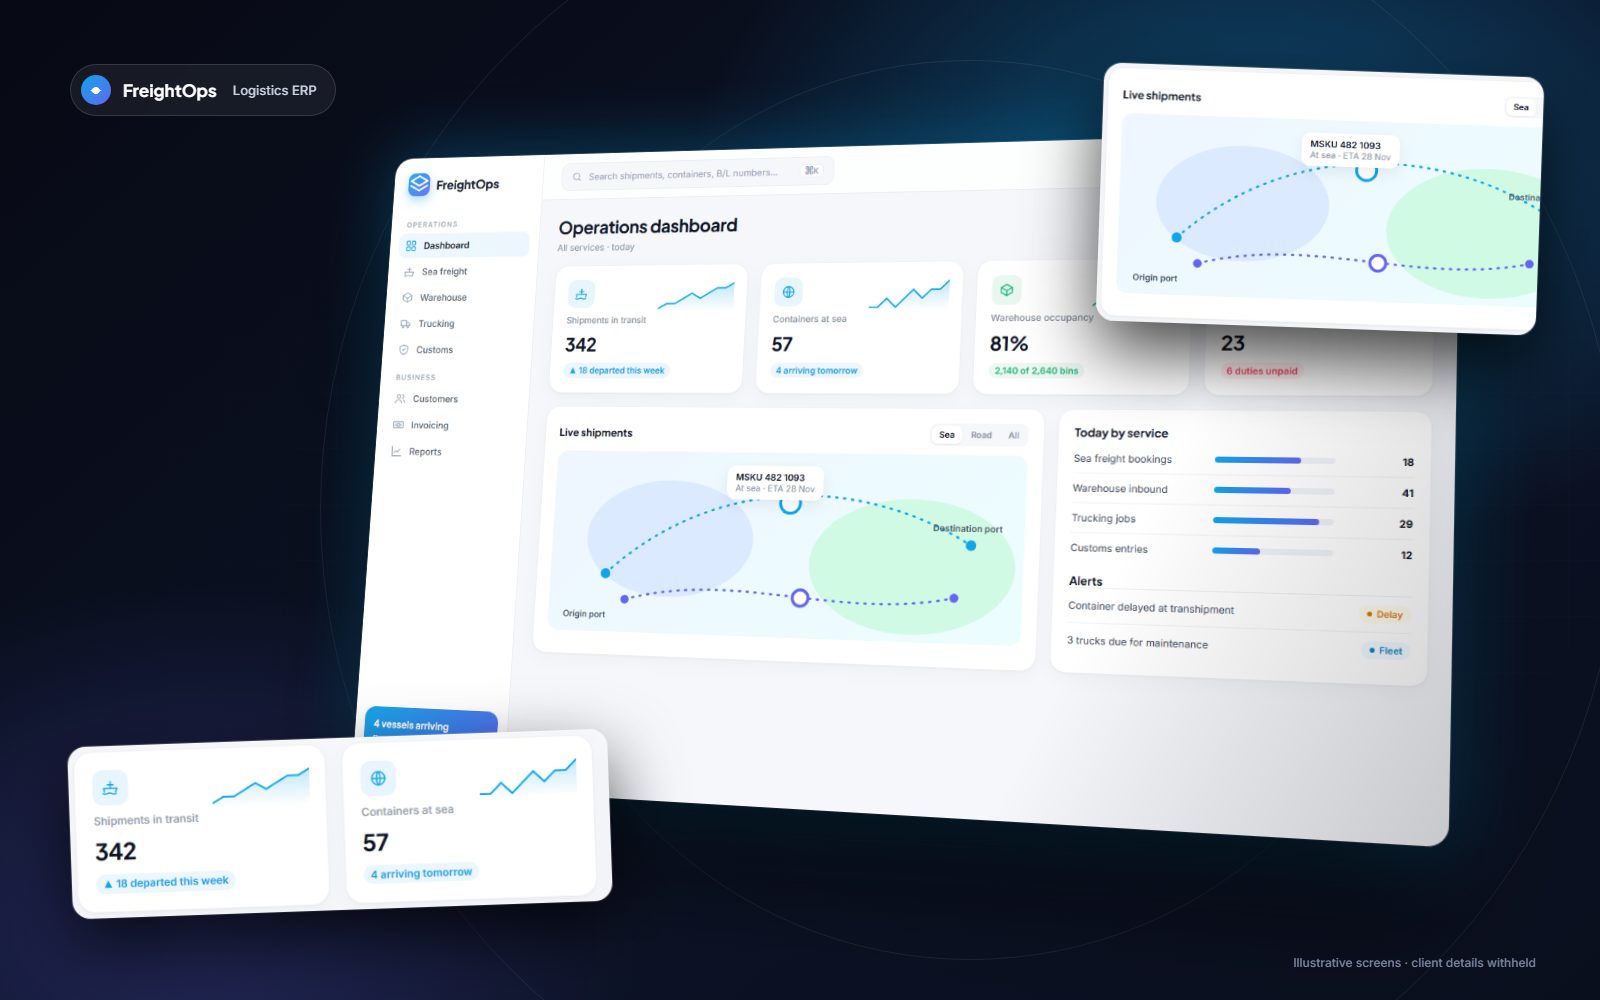 FreightOps Logistics ERP
FreightOps
Search shipments, containers, B/L numbers... ⌘K
OPERATIONS
Dashboard
Sea freight
Warehouse
Trucking
Customs
BUSINESS
Customers
Invoicing
Reports
4 vessels arriving
Operations dashboard
All services · today
Shipments in transit
342
▲ 18 departed this week
Containers at sea
57
4 arriving tomorrow
Warehouse occupancy
81%
2,140 of 2,640 bins
23
6 duties unpaid
Live shipments
Sea Road All
MSKU 482 1093
At sea · ETA 28 Nov
Destination port
Origin port
Today by service
Sea freight bookings 18
Warehouse inbound 41
Trucking jobs 29
Customs entries 12
Alerts
Container delayed at transhipment Delay
3 trucks due for maintenance Fleet
Live shipments
Sea
MSKU 482 1093
At sea · ETA 28 Nov
Destina
Origin port
Shipments in transit
342
▲ 18 departed this week
Containers at sea
57
4 arriving tomorrow
Illustrative screens · client details withheld